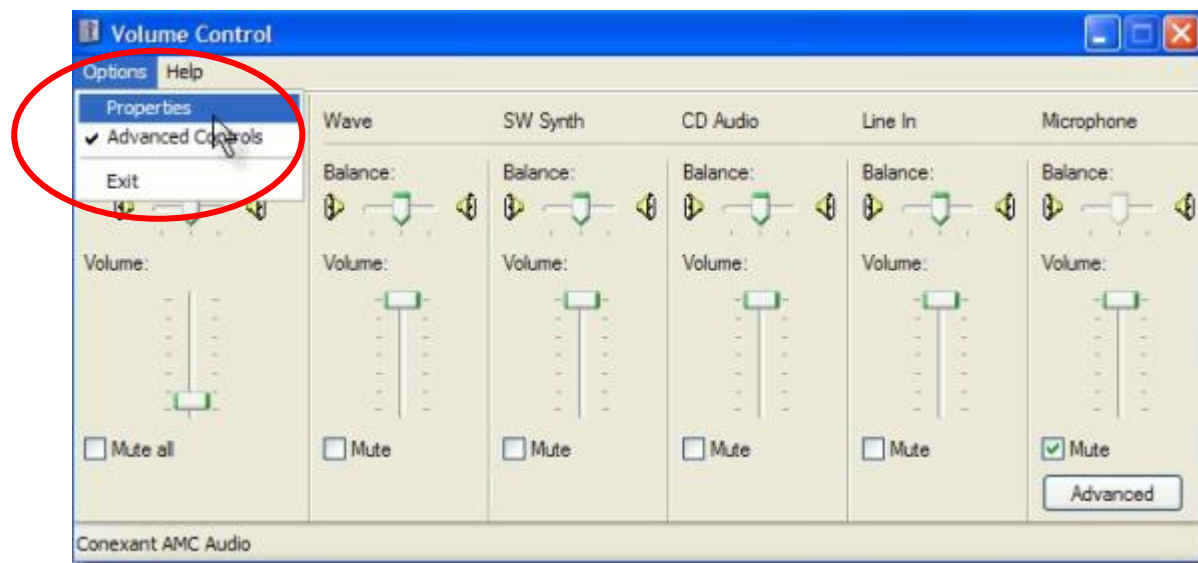 Volume Control
Options Help
Properties
Advanced Controls
Exit
Wave SW Synth CD Audio Line In Microphone
Balance: Balance: Balance: Balance: Balance:
Volume: Volume: Volume: Volume: Volume: Volume:
Mute all Mute Mute Mute Mute Mute
Advanced
Conexant AMC Audio